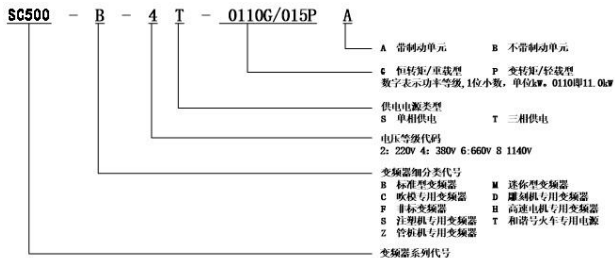 SG500 - B - 4 T - 0110G/015P A
A 带制动单元 B 不带制动单元
G 恒转矩/重载型 P 变转矩/轻载型
数字表示功率等级,1位小数, 单位kW。0110即11.0kW
供电电源类型
S 单相供电 T 三相供电
电压等级代码
2: 220V 4: 380V 6:660V 8 1140V
变频器细分类代号
B 标准型变频器 M 迷你型变频器
C 吹模专用变频器 D 雕刻机专用变频器
F 非标变频器 H 高速电机专用变频器
S 注塑机专用变频器 T 和谐号火车专用电源
Z 管桩机专用变频器
变频器系列代号